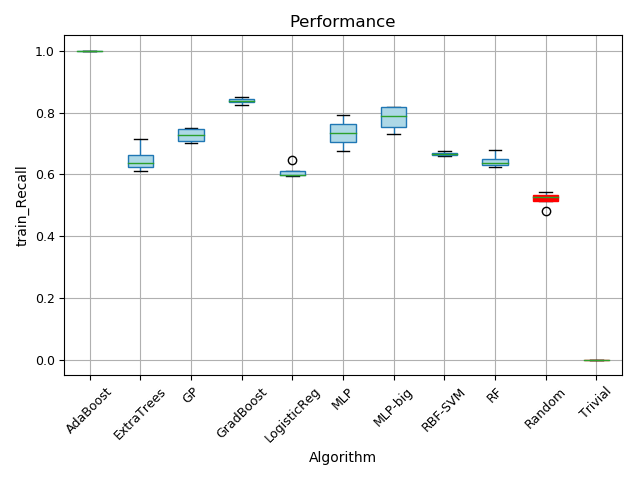 Performance
1.0
0.8
0.6
0.4
0.2
0.0
train_Recall
AdaBoost
ExtraTrees
GP
GradBoost
LogisticReg
MLP
MLP-big
RBF-SVM
RF
Random
Trivial
Algorithm